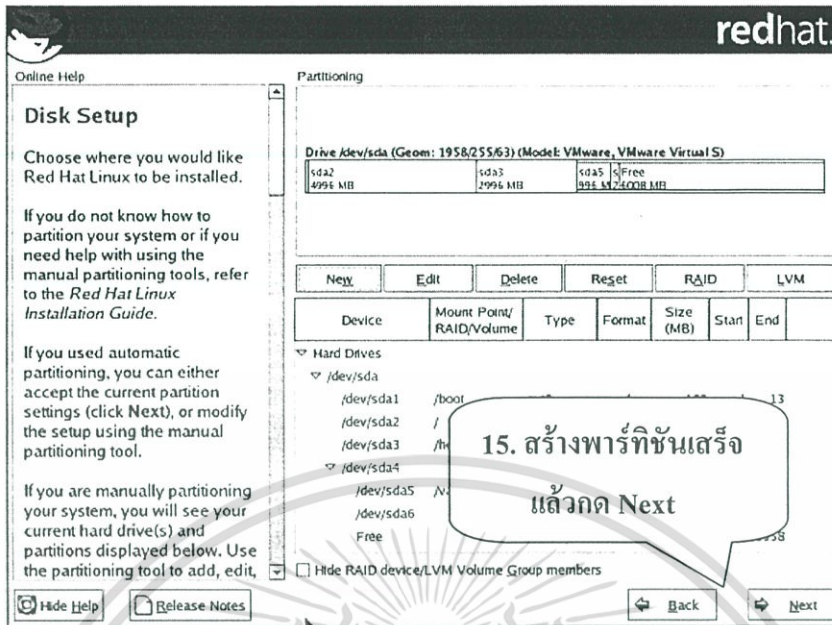 redhat.
Online Help
Disk Setup
Choose where you would like
Red Hat Linux to be installed.
If you do not know how to
partition your system or if you
need help with using the
manual partitioning tools, refer
to the Red Hat Linux
Installation Guide.
If you used automatic
partitioning, you can either
accept the current partition
settings (click Next), or modify
the setup using the manual
partitioning tool.
If you are manually partitioning
your system, you will see your
current hard drive(s) and
partitions displayed below. Use
the partitioning tool to add, edit,
Partitioning
Drive /dev/sda (Geom: 1958/255/63) (Model: VMware, VMware Virtual S)
sda2 sda3 sda5 s Free
4996 MB 2996 MB 996 6008 MB
New Edit Delete Reset RAID LVM
Device Mount Point/ RAID/Volume Type Format Size (MB) Start End
Hard Drives
/dev/sda
/dev/sda1 /boot 13
/dev/sda2 /
/dev/sda3
/dev/sda4
/dev/sda5
/dev/sda6
Free
15. สร้างพาร์ทิชันเสร็จ
แล้วกด Next
Hide RAID device/LVM Volume Group members
Hide Help Release Notes Back Next